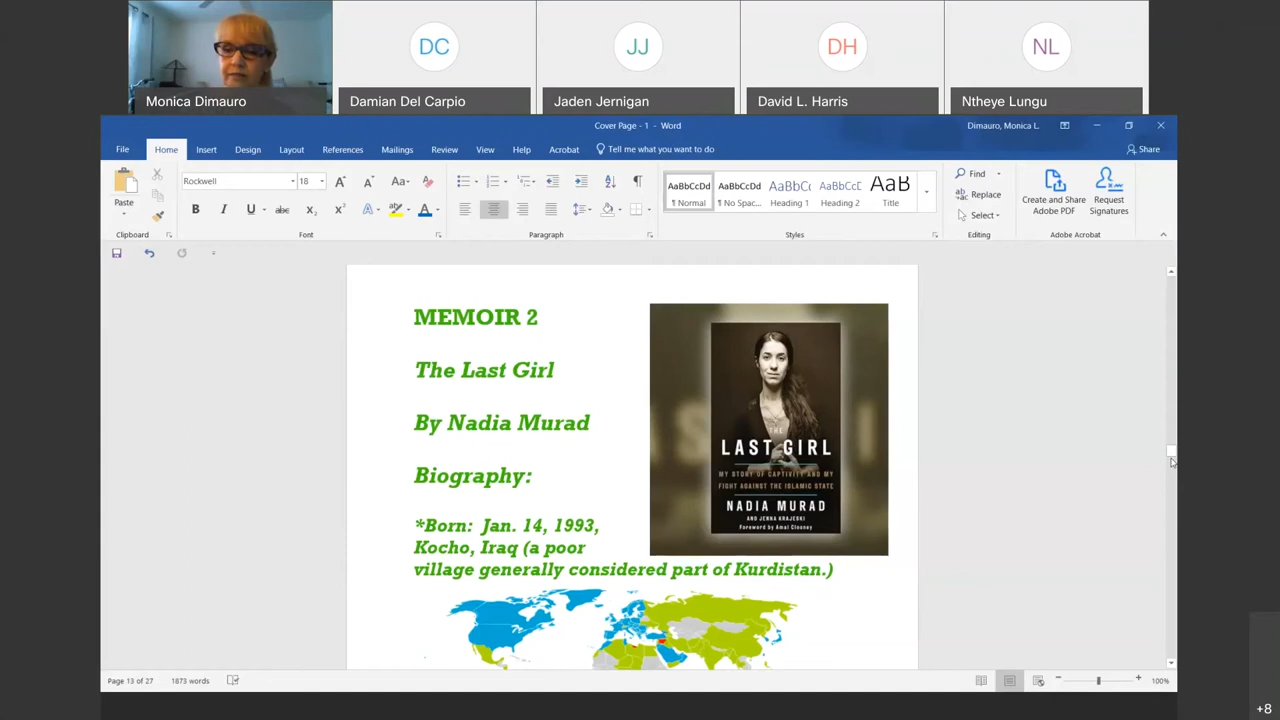 DC
JJ
DH
NL
Monica Dimauro
Damian Del Carpio
Jaden Jernigan
David L. Harris
Ntheye Lungu
Cover Page - 1 - Word
Dimauro, Monica L.
File Home Insert Design Layout References Mailings Review View Help Acrobat Tell me what you want to do Share
Rockwell 18
Paste
Clipboard
Font
Paragraph
AaBbCcDd AaBbCcDd AaBbCc AaBbCcD AaB
¶ Normal ¶ No Spac... Heading 1 Heading 2 Title
Styles
Find
Replace
Select
Editing
Create and Share Adobe PDF
Request Signatures
Adobe Acrobat
MEMOIR 2
The Last Girl
By Nadia Murad
Biography:
*Born: Jan. 14, 1993,
Kocho, Iraq (a poor
village generally considered part of Kurdistan.)
THE
LAST GIRL
MY STORY OF CAPTIVITY AND MY
FIGHT AGAINST THE ISLAMIC STATE
NADIA MURAD
AND JENNA KRAJESKI
Foreword by Amal Clooney
Page 13 of 27 1873 words
100%
+8